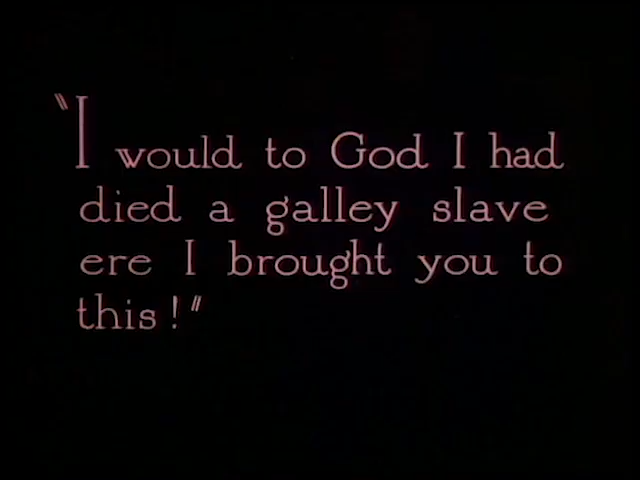 "I would to God I had
died a galley slave
ere I brought you to
this!"